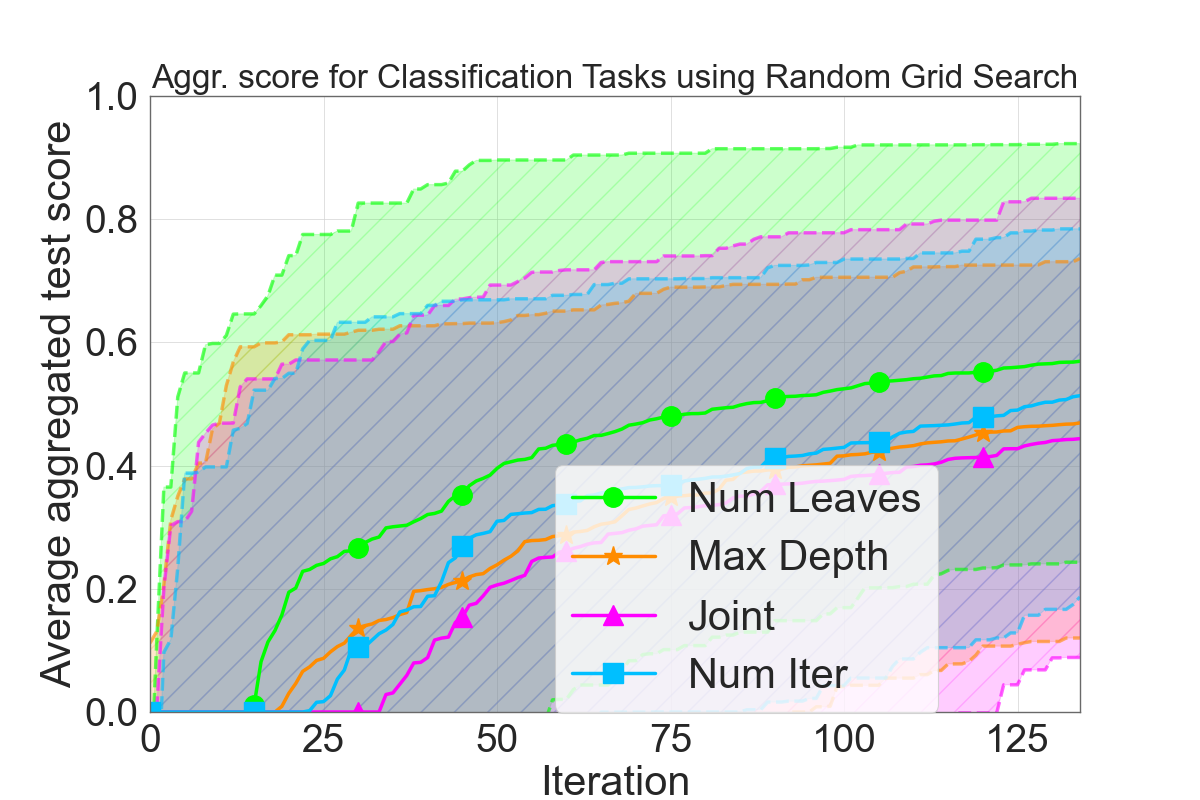 Aggr. score for Classification Tasks using Random Grid Search
Average aggregated test score
1.0
0.8
0.6
0.4
0.2
0.0
Num Leaves
Max Depth
Joint
Num Iter
0 25 50 75 100 125
Iteration